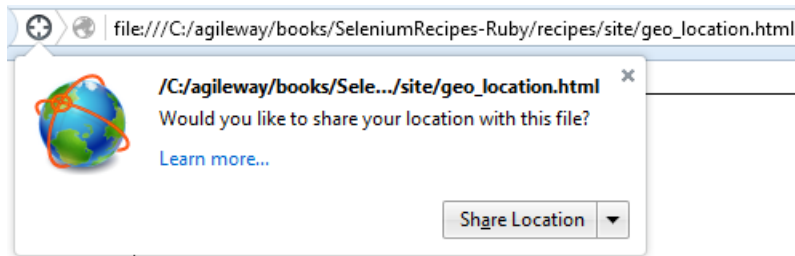 file:///C:/agileway/books/SeleniumRecipes-Ruby/recipes/site/geo_location.html
/C:/agileway/books/Sele.../site/geo_location.html
Would you like to share your location with this file?
Learn more...
Share Location